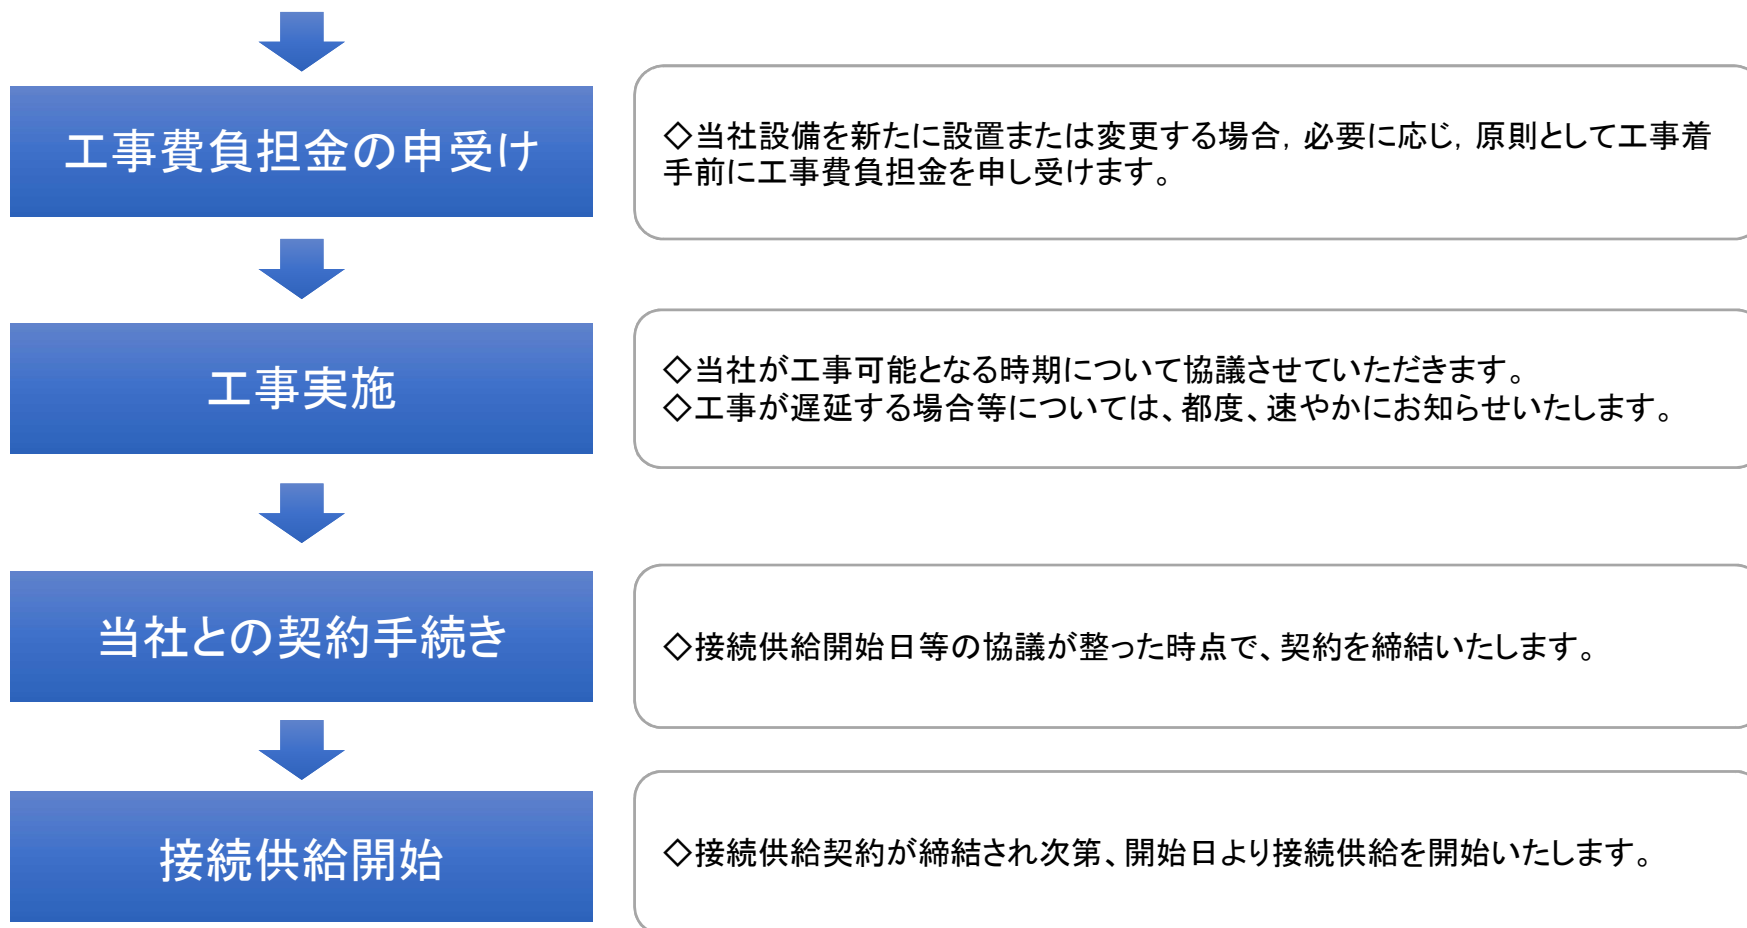 工事費負担金の申受け
◇当社設備を新たに設置または変更する場合，必要に応じ，原則として工事着
手前に工事費負担金を申し受けます。
工事実施
◇当社が工事可能となる時期について協議させていただきます。
◇工事が遅延する場合等については、都度、速やかにお知らせいたします。
当社との契約手続き
◇接続供給開始日等の協議が整った時点で、契約を締結いたします。
接続供給開始
◇接続供給契約が締結され次第、開始日より接続供給を開始いたします。